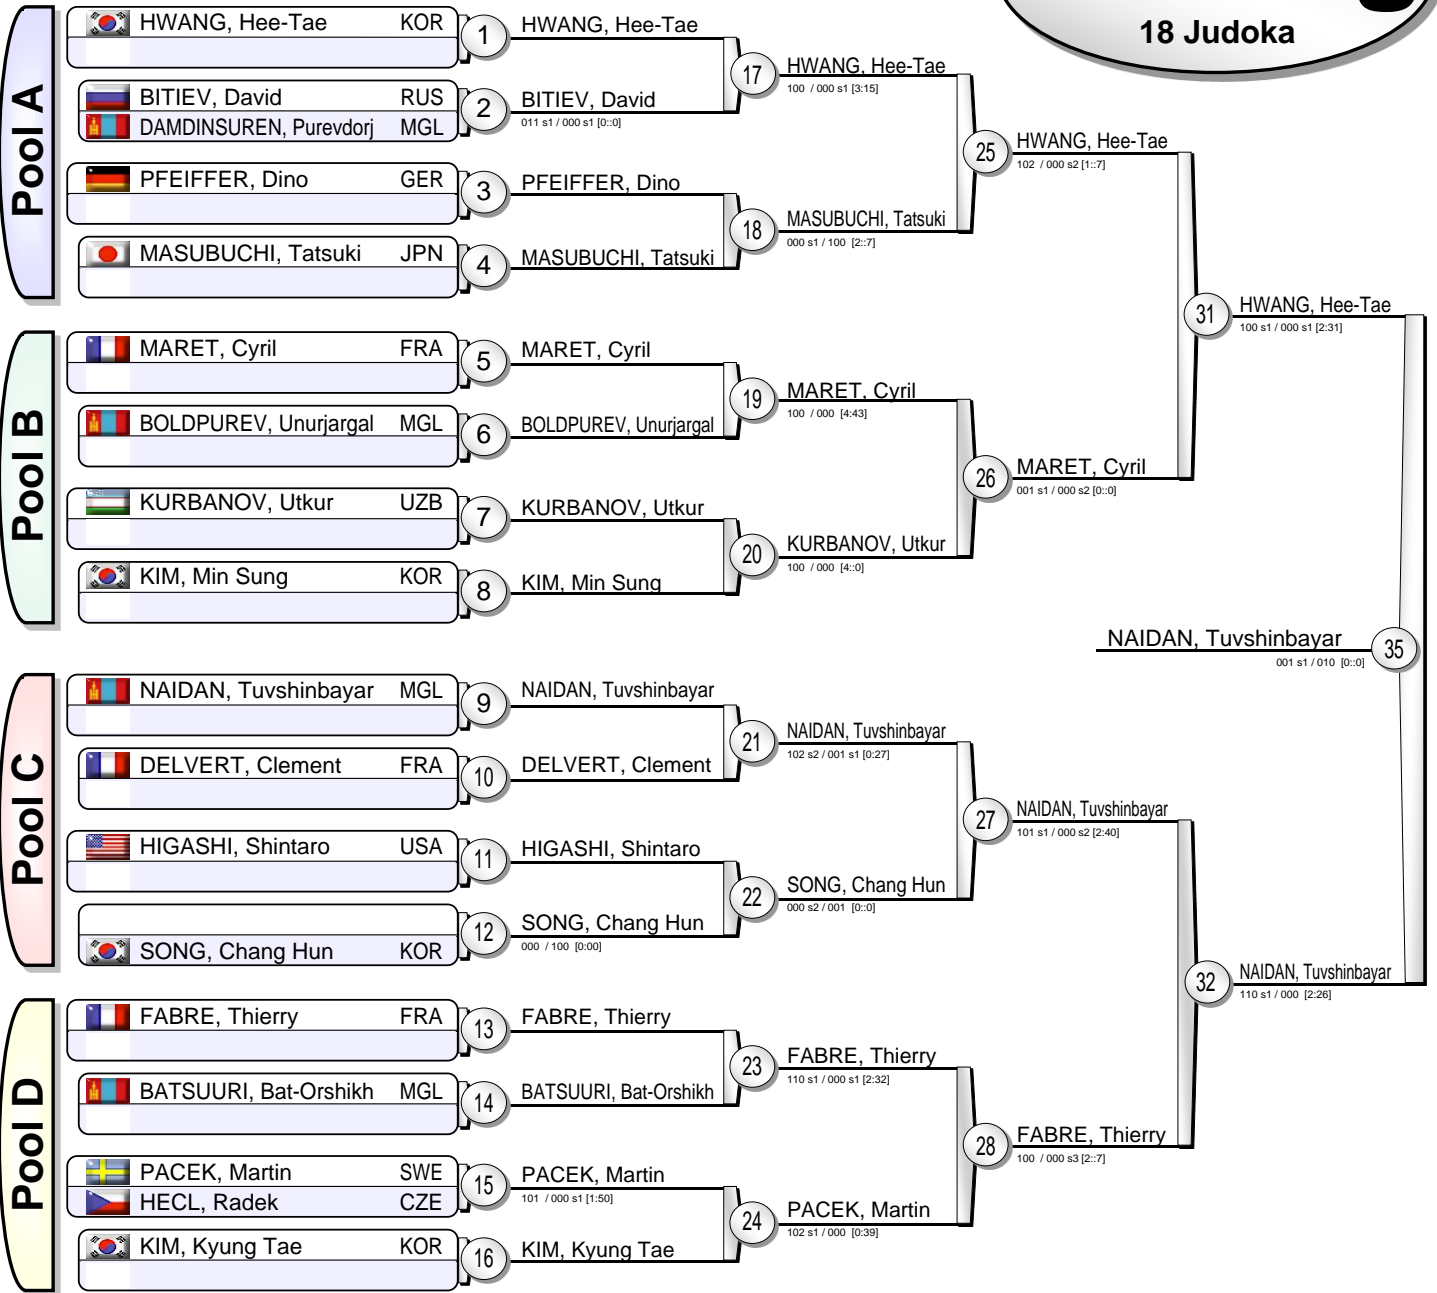 18 Judoka
Pool A
HWANG, Hee-Tae KOR
1
HWANG, Hee-Tae
BITIEV, David RUS
DAMDINSUREN, Purevdorj MGL
2
BITIEV, David
011 s1 / 000 s1 [0::0]
17
HWANG, Hee-Tae
100 / 000 s1 [3:15]
PFEIFFER, Dino GER
3
PFEIFFER, Dino
MASUBUCHI, Tatsuki JPN
4
MASUBUCHI, Tatsuki
18
MASUBUCHI, Tatsuki
000 s1 / 100 [2::7]
25
HWANG, Hee-Tae
102 / 000 s2 [1::7]
Pool B
MARET, Cyril FRA
5
MARET, Cyril
BOLDPUREV, Unurjargal MGL
6
BOLDPUREV, Unurjargal
19
MARET, Cyril
100 / 000 [4:43]
KURBANOV, Utkur UZB
7
KURBANOV, Utkur
KIM, Min Sung KOR
8
KIM, Min Sung
20
KURBANOV, Utkur
100 / 000 [4::0]
26
MARET, Cyril
001 s1 / 000 s2 [0::0]
31
HWANG, Hee-Tae
100 s1 / 000 s1 [2:31]
Pool C
NAIDAN, Tuvshinbayar MGL
9
NAIDAN, Tuvshinbayar
DELVERT, Clement FRA
10
DELVERT, Clement
21
NAIDAN, Tuvshinbayar
102 s2 / 001 s1 [0:27]
HIGASHI, Shintaro USA
11
HIGASHI, Shintaro
SONG, Chang Hun KOR
12
SONG, Chang Hun
000 / 100 [0:00]
22
SONG, Chang Hun
000 s2 / 001 [0::0]
27
NAIDAN, Tuvshinbayar
101 s1 / 000 s2 [2:40]
Pool D
FABRE, Thierry FRA
13
FABRE, Thierry
BATSUURI, Bat-Orshikh MGL
14
BATSUURI, Bat-Orshikh
23
FABRE, Thierry
110 s1 / 000 s1 [2:32]
PACEK, Martin SWE
HECL, Radek CZE
15
PACEK, Martin
101 / 000 s1 [1:50]
KIM, Kyung Tae KOR
16
KIM, Kyung Tae
24
PACEK, Martin
102 s1 / 000 [0:39]
28
FABRE, Thierry
100 / 000 s3 [2::7]
32
NAIDAN, Tuvshinbayar
110 s1 / 000 [2:26]
NAIDAN, Tuvshinbayar
001 s1 / 010 [0::0]
35